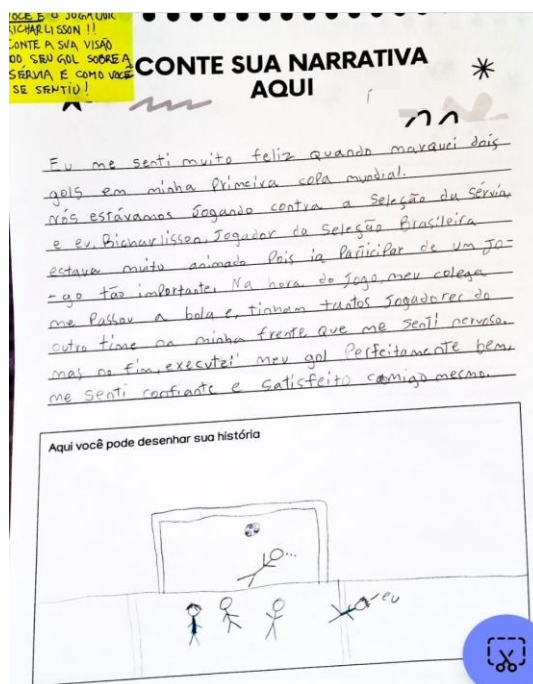 VOCÊ É O JOGADOR
RICHARLISSON !!
CONTE A SUA VISÃO
DO SEU GOL SOBRE A
SÉRVIA E COMO VOCÊ
SE SENTIU!
CONTE SUA NARRATIVA
AQUI
Eu me senti muito feliz quando marquei dois
gols em minha Primeira copa mundial.
Nós estávamos Jogando contra a Seleção da sérvia,
e eu, Richarlisson, Jogador da Seleção Brasileira
estava muito animado Pois ia Participar de um Jo-
-go tão importante. Na hora do Jogo, meu colega
me Passou a bola e, tinham tantos Jogadores do
outro time na minha frente que me senti nervoso.
mas no fim, executei meu gol Perfeitamente bem,
me senti confiante e satisfeito comigo mesmo.
Aqui você pode desenhar sua história
eu